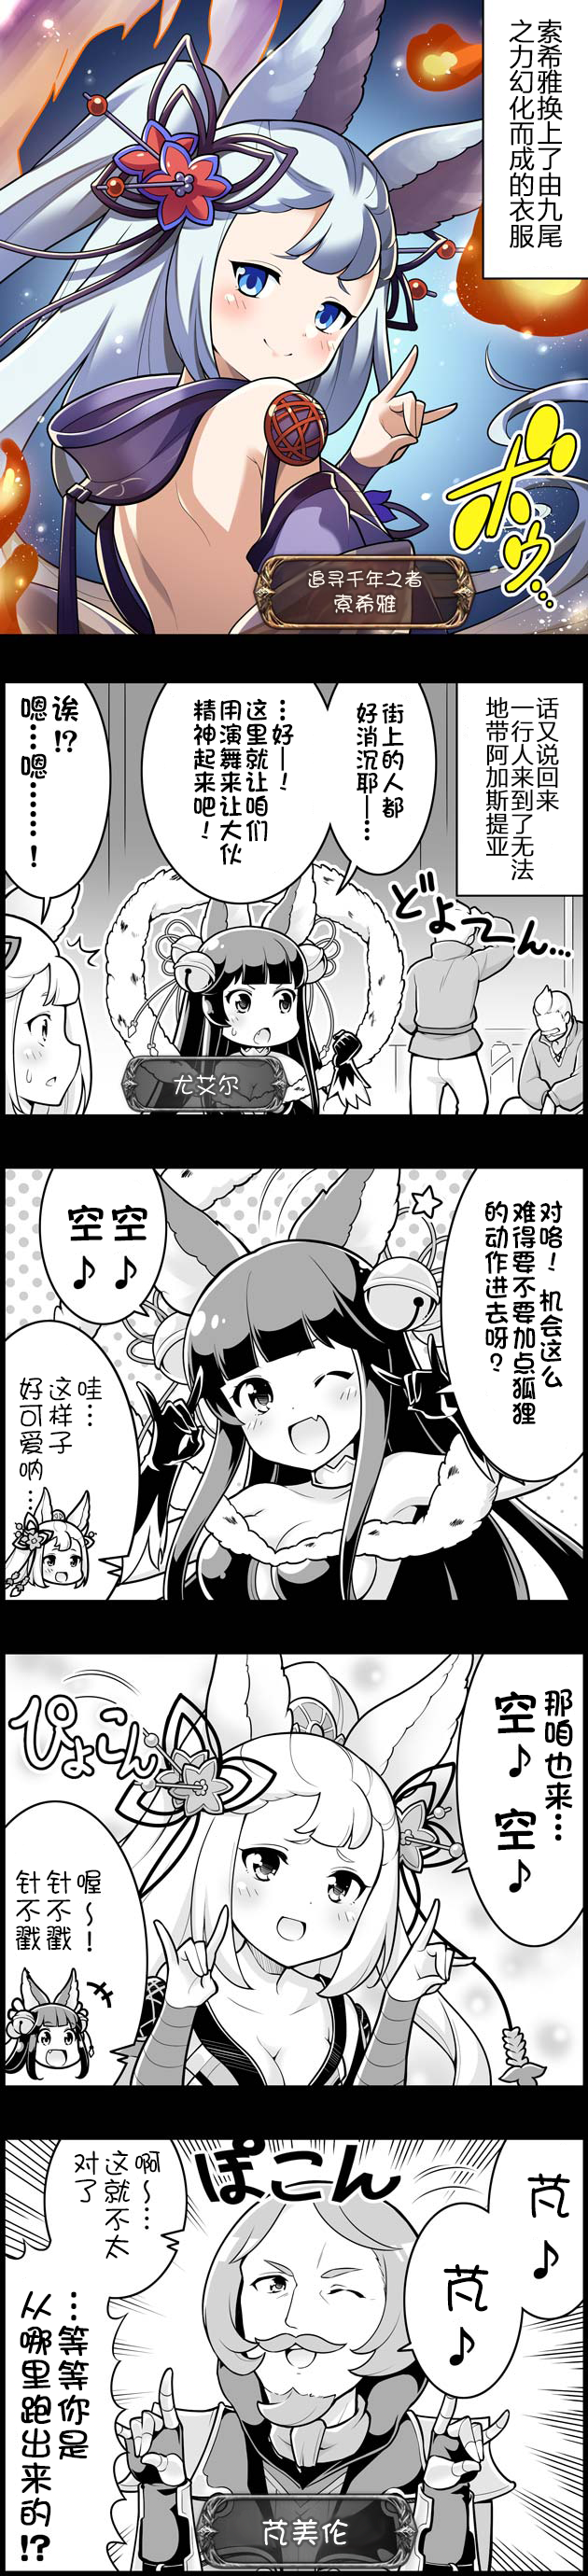 索希雅换上了由九尾
之力幻化而成的衣服
ボウ…
追寻千年之者
索希雅
话又说回来
一行人来到了无法
地带阿加斯提亚
どよーん…
街上的人都
好消沉耶—…
…好—！
这里就让咱们
用演舞来让大伙
精神起来吧！
诶!?
嗯…嗯……！
尤艾尔
对咯！机会这么
难得要不要加点狐狸
的动作进去呀？
空♪
空♪
哇…
这样子
好可爱呐…
那咱也来…
空♪空♪
ぴょこん
喔～！
针不戳
针不戳
芃♪
芃♪
ぽこん
啊～…
这就不太
对了
…等等你是
从哪里跑出来的!?
芃美伦